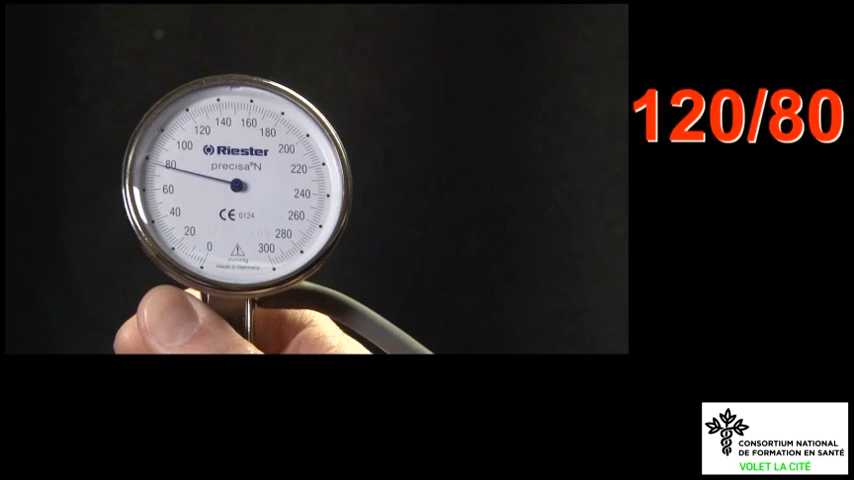 120/80
140 160
120 180
100 200
Riester
precisa®N
80 220
60 240
CE 0124
40 260
20 280
0 300
mmHg
Made in Germany
CONSORTIUM NATIONAL
DE FORMATION EN SANTÉ
VOLET LA CITÉ